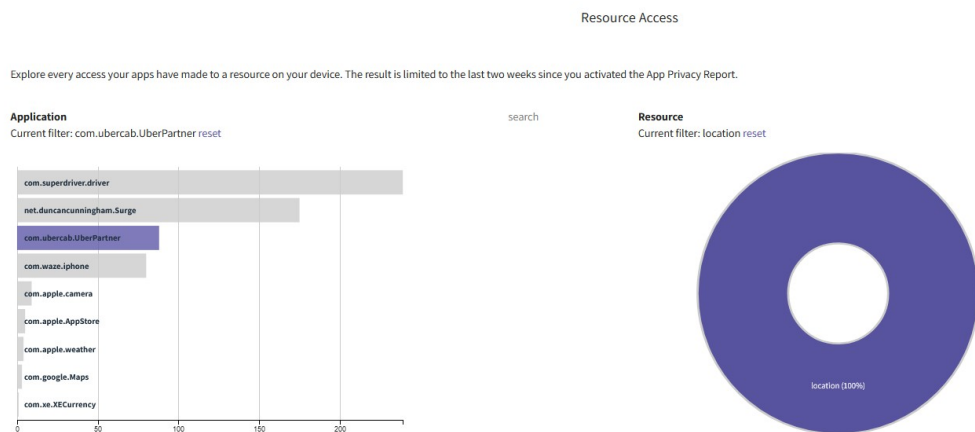 Resource Access
Explore every access your apps have made to a resource on your device. The result is limited to the last two weeks since you activated the App Privacy Report.
Application
Current filter: com.ubercab.UberPartner reset
search
Resource
Current filter: location reset
com.superdriver.driver
net.duncancunningham.Surge
com.ubercab.UberPartner
com.waze.iphone
com.apple.camera
com.apple.AppStore
com.apple.weather
com.google.Maps
com.xe.XECurrency
0 50 100 150 200
location (100%)